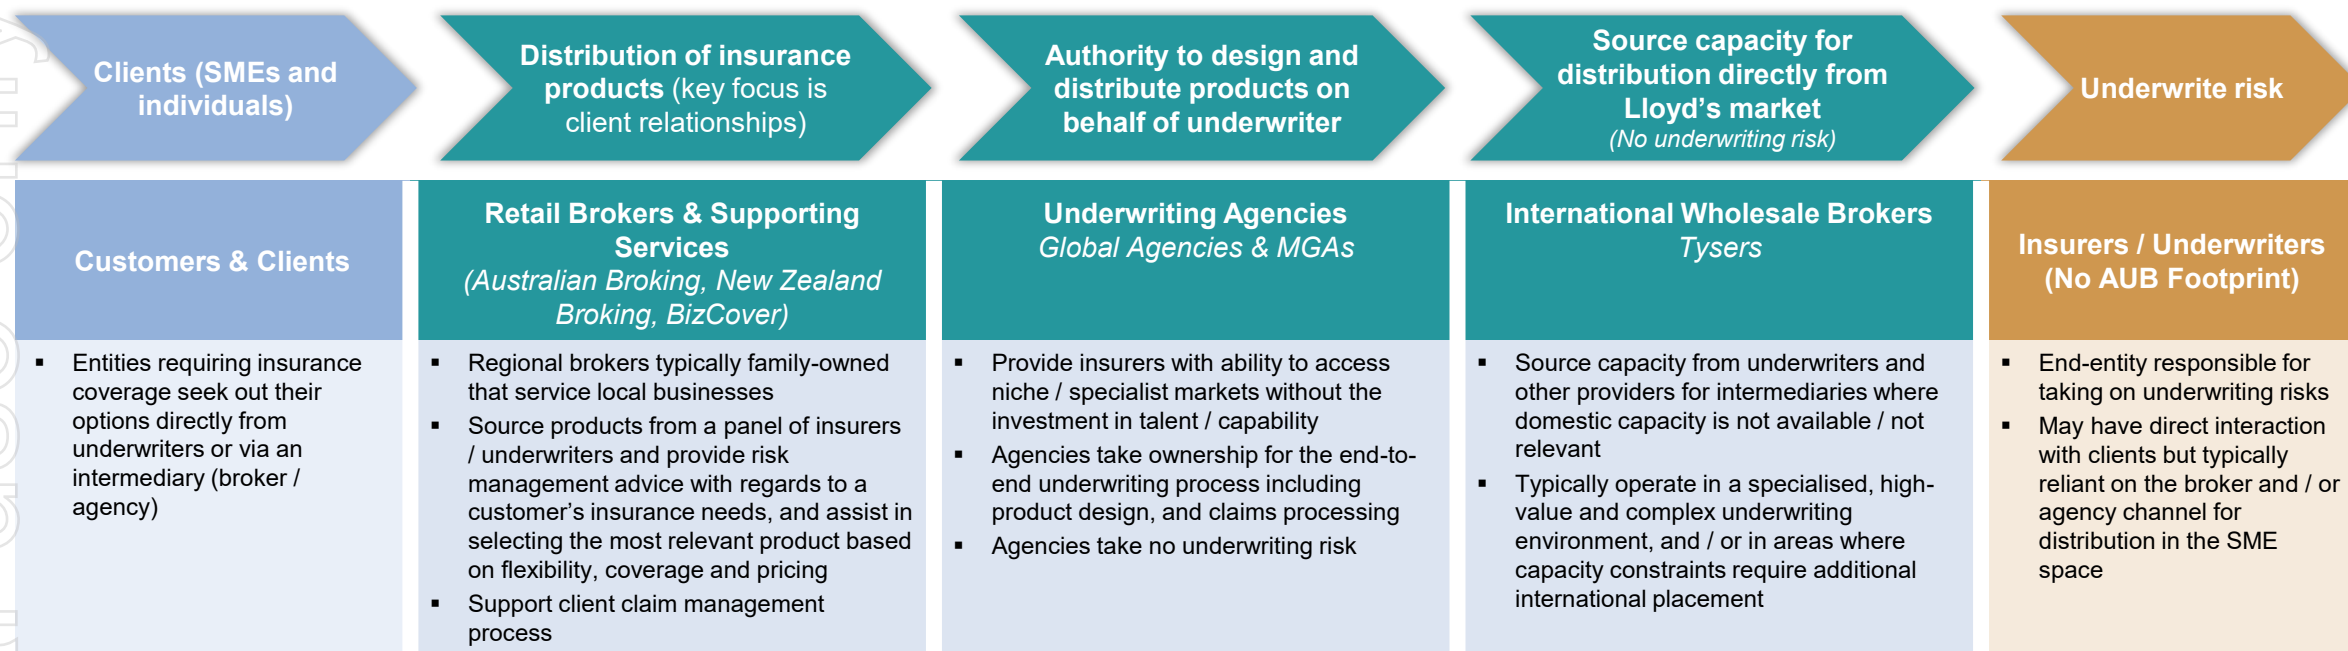 Clients (SMEs and
individuals)
Distribution of insurance
products (key focus is
client relationships)
Authority to design and
distribute products on
behalf of underwriter
Source capacity for
distribution directly from
Lloyd's market
(No underwriting risk)
Underwrite risk
Customers & Clients
Retail Brokers & Supporting
Services
(Australian Broking, New Zealand
Broking, BizCover)
Underwriting Agencies
Global Agencies & MGAs
International Wholesale Brokers
Tysers
Insurers / Underwriters
(No AUB Footprint)
▪ Entities requiring insurance
coverage seek out their
options directly from
underwriters or via an
intermediary (broker /
agency)
▪ Regional brokers typically family-owned
that service local businesses
▪ Source products from a panel of insurers
/ underwriters and provide risk
management advice with regards to a
customer's insurance needs, and assist in
selecting the most relevant product based
on flexibility, coverage and pricing
▪ Support client claim management
process
▪ Provide insurers with ability to access
niche / specialist markets without the
investment in talent / capability
▪ Agencies take ownership for the end-to-
end underwriting process including
product design, and claims processing
▪ Agencies take no underwriting risk
▪ Source capacity from underwriters and
other providers for intermediaries where
domestic capacity is not available / not
relevant
▪ Typically operate in a specialised, high-
value and complex underwriting
environment, and / or in areas where
capacity constraints require additional
international placement
▪ End-entity responsible for
taking on underwriting risks
▪ May have direct interaction
with clients but typically
reliant on the broker and / or
agency channel for
distribution in the SME
space